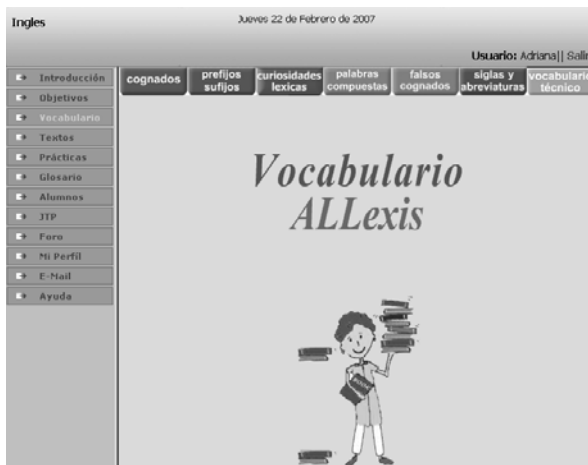 Ingles
Jueves 22 de Febrero de 2007
Usuario: Adriana|| Salir
Introducción
Objetivos
Vocabulario
Textos
Prácticas
Glosario
Alumnos
JTP
Foro
Mi Perfil
E-Mail
Ayuda
cognados
prefijos
sufijos
curiosidades
lexicas
palabras
compuestas
falsos
cognados
siglas y
abreviaturas
vocabulario
técnico
Vocabulario
ALLexis